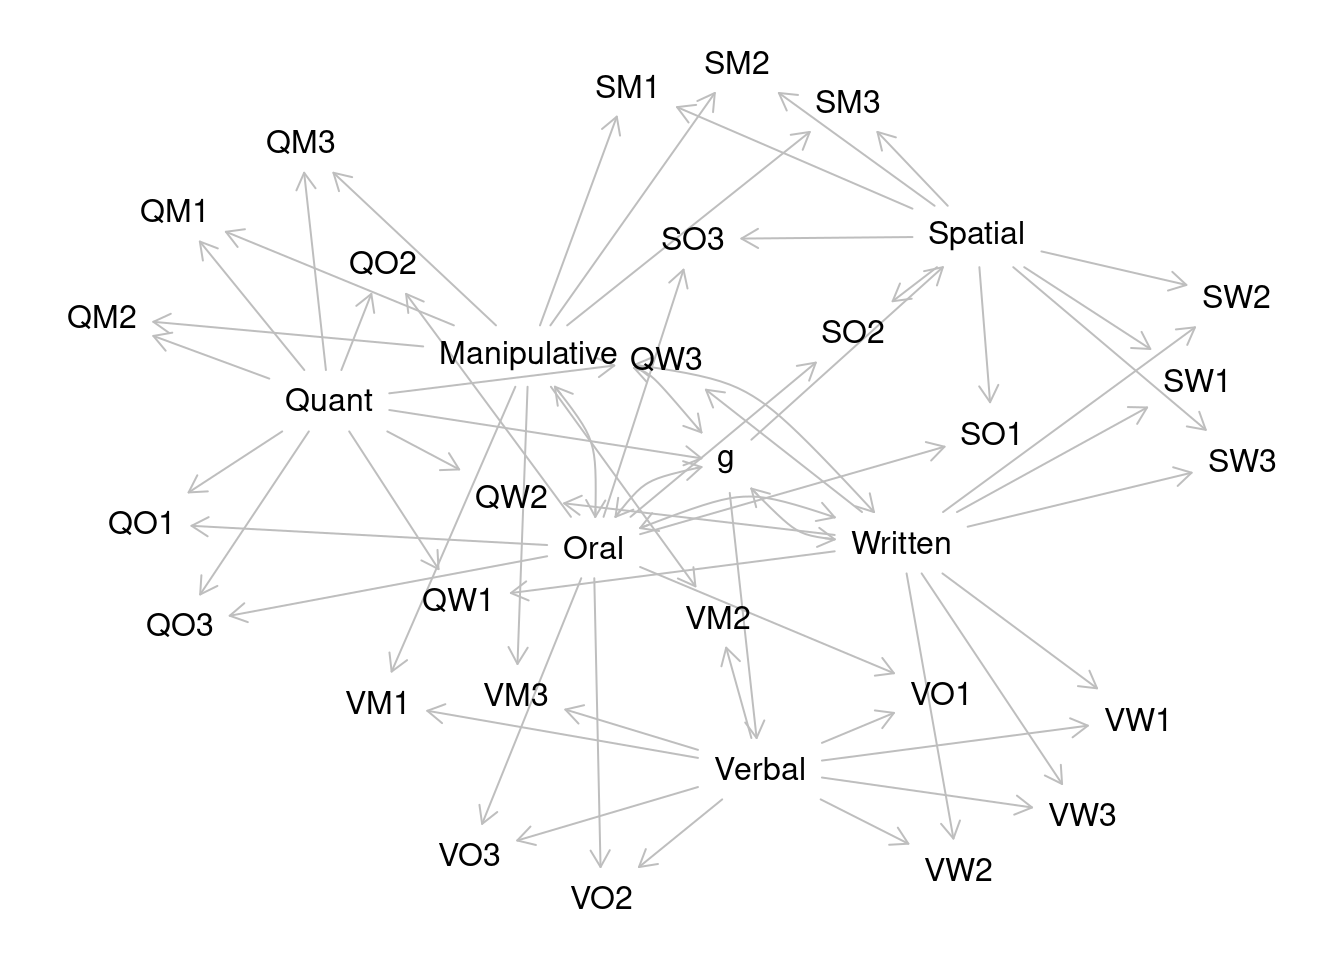 SM2
SM1
SM3
QM3
QM1
Spatial
SO3
QO2
SW2
QM2
SO2
Manipulative
QW3
SW1
Quant
SO1
g
SW3
QW2
QO1
Written
Oral
QW1
VM2
QO3
VO1
VM3
VM1
VW1
Verbal
VW3
VO3
VW2
VO2